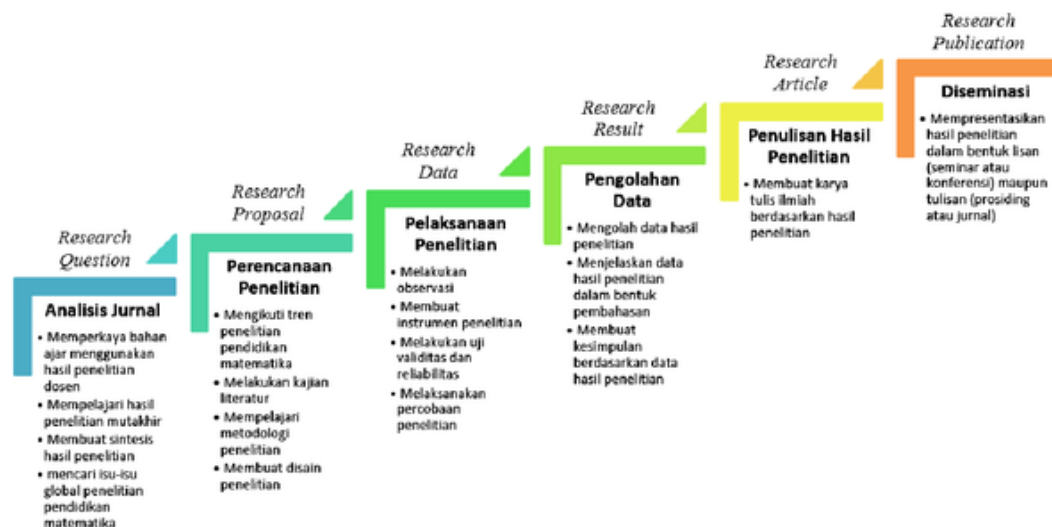 Research
Question
Analisis Jurnal
• Memperkaya bahan
ajar menggunakan
hasil penelitian
dosen
• Mempelajari hasil
penelitian mutakhir
• Membuat sintesis
hasil penelitian
• mencari isu-isu
global penelitian
pendidikan
matematika
Research
Proposal
Perencanaan
Penelitian
• Mengikuti tren
penelitian
pendidikan
matematika
• Melakukan kajian
literatur
• Mempelajari
metodologi
penelitian
• Membuat disain
penelitian
Research
Data
Pelaksanaan
Penelitian
• Melakukan
observasi
• Membuat
instrumen penelitian
• Melakukan uji
validitas dan
reliabilitas
• Melaksanakan
percobaan
penelitian
Research
Result
Pengolahan
Data
• Mengolah data hasil
penelitian
• Menjelaskan data
hasil penelitian
dalam bentuk
pembahasan
• Membuat
kesimpulan
berdasarkan data
hasil penelitian
Research
Article
Penulisan Hasil
Penelitian
• Membuat karya
tulis ilmiah
berdasarkan hasil
penelitian
Research
Publication
Diseminasi
• Mempresentasikan
hasil penelitian
dalam bentuk lisan
(seminar atau
konferensi) maupun
tulisan (prosiding
atau jurnal)